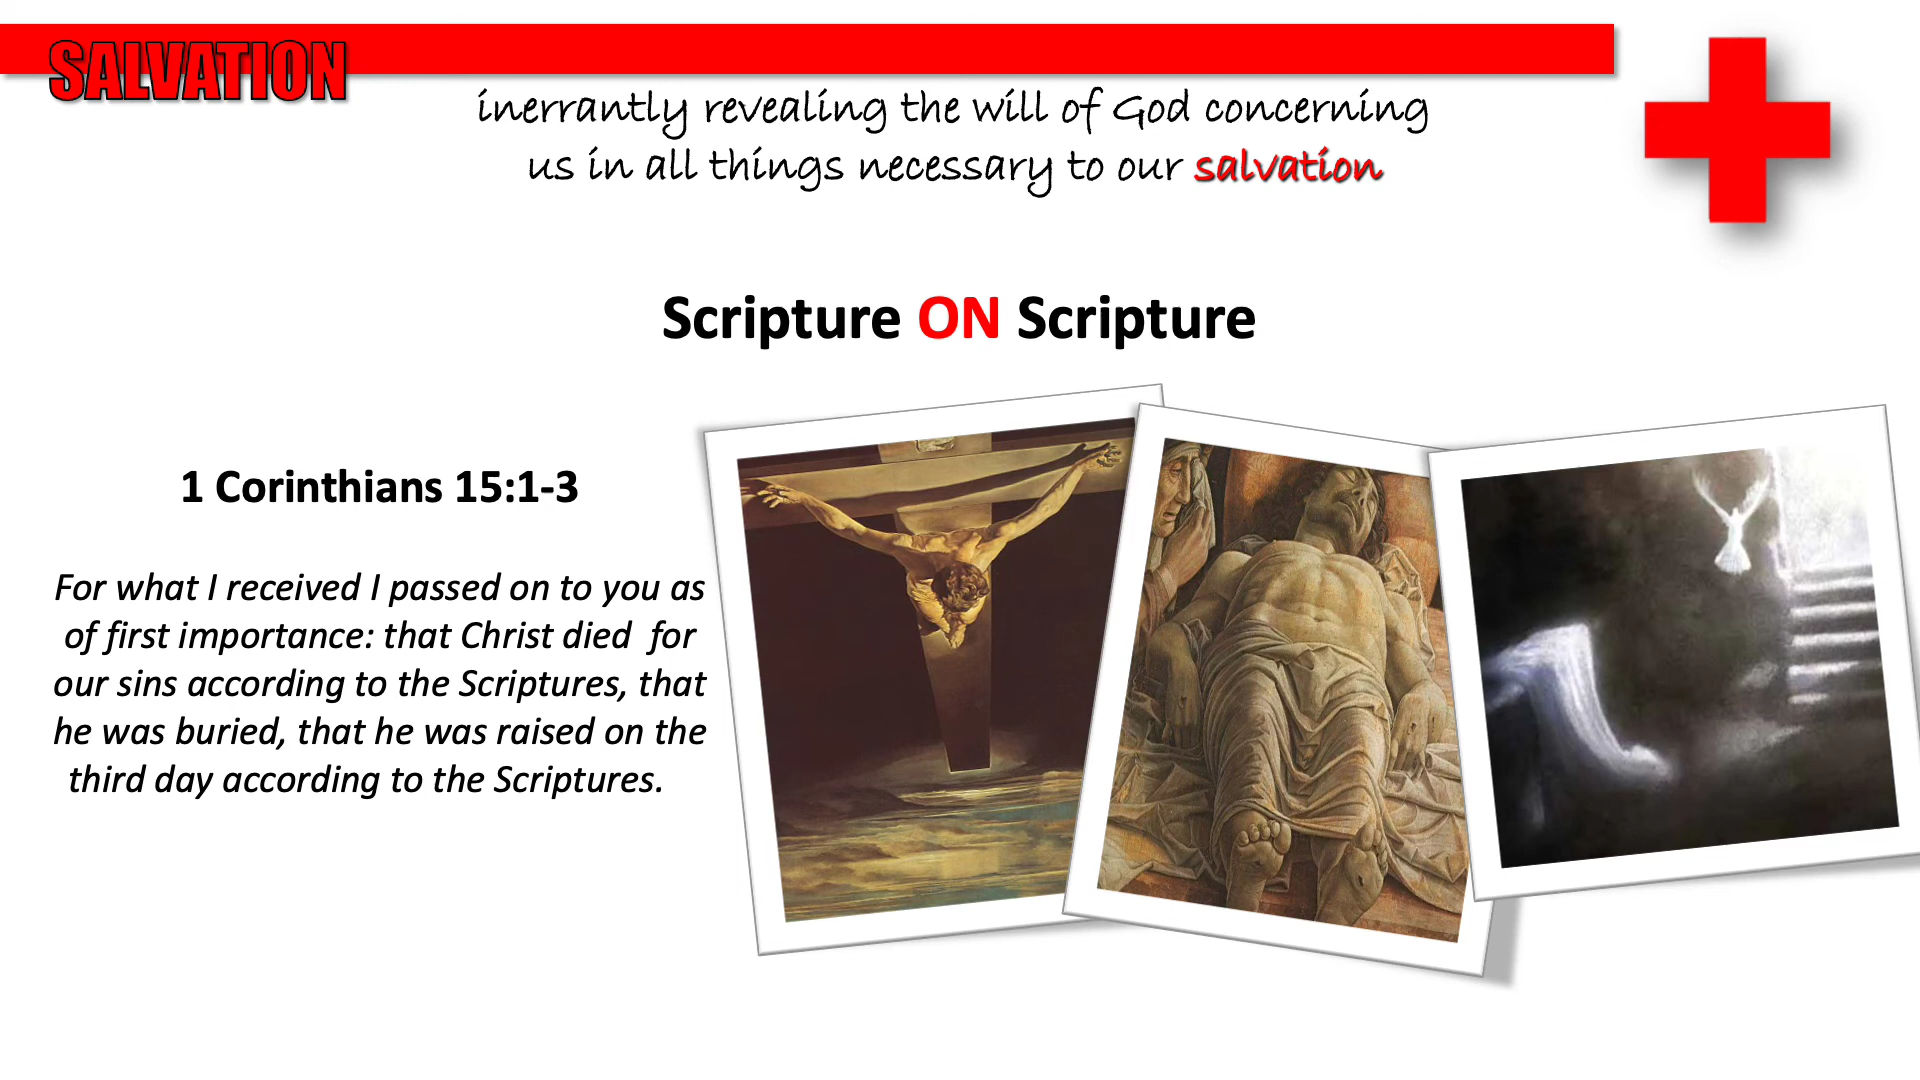 SALVATION
inerrantly revealing the will of God concerning
us in all things necessary to our salvation
Scripture ON Scripture
1 Corinthians 15:1-3
For what I received I passed on to you as
of first importance: that Christ died for
our sins according to the Scriptures, that
he was buried, that he was raised on the
third day according to the Scriptures.